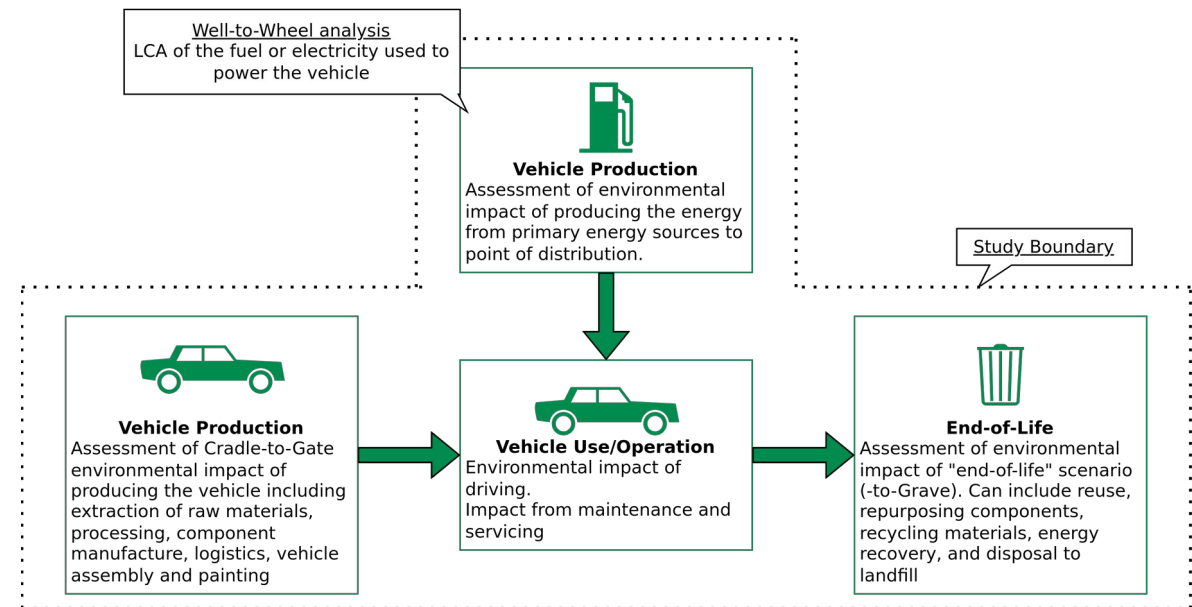 Well-to-Wheel analysis
LCA of the fuel or electricity used to
power the vehicle
Vehicle Production
Assessment of environmental
impact of producing the energy
from primary energy sources to
point of distribution.
Study Boundary
Vehicle Production
Assessment of Cradle-to-Gate
environmental impact of
producing the vehicle including
extraction of raw materials,
processing, component
manufacture, logistics, vehicle
assembly and painting
Vehicle Use/Operation
Environmental impact of
driving.
Impact from maintenance and
servicing
End-of-Life
Assessment of environmental
impact of "end-of-life" scenario
(-to-Grave). Can include reuse,
repurposing components,
recycling materials, energy
recovery, and disposal to
landfill